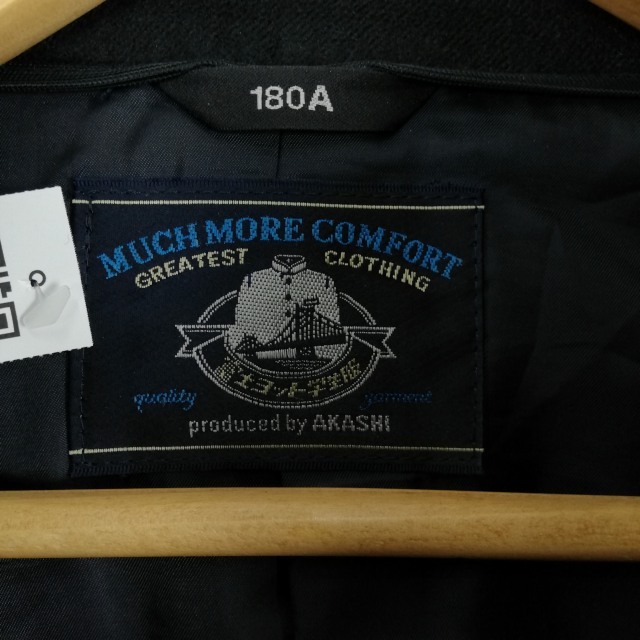 180A
MUCH MORE COMFORT
GREATEST CLOTHING
富士ヨット学生服
quality garment
produced by AKASHI